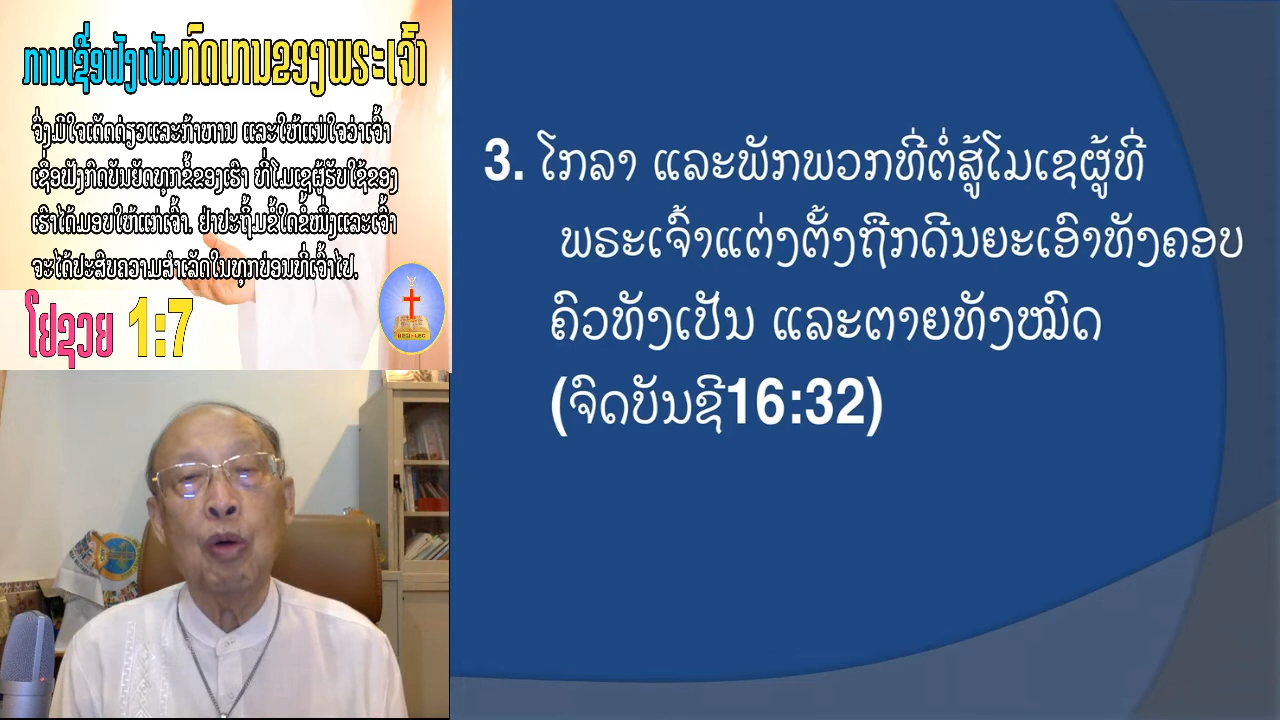 ການເຊື່ອຟັງເປັນກົດເກນຂອງພຣະເຈົ້າ
ຈົ່ງມີໃຈເດັດດ່ຽວແລະກ້າຫານ ແລະໃຫ້ແນ່ໃຈວ່າເຈົ້າ
ເຊື່ອຟັງກົດບັນຍັດທຸກຂໍ້ຂອງເຮົາ ທີ່ໂມເຊຜູ້ຮັບໃຊ້ຂອງ
ເຮົາໄດ້ມອບໃຫ້ແກ່ເຈົ້າ. ຢ່າປະຖິ້ມຂໍ້ໃດຂໍ້ໜຶ່ງແລະເຈົ້າ
ຈະໄດ້ປະສົບຄວາມສຳເລັດໃນທຸກບ່ອນທີ່ເຈົ້າໄປ.
ໂຢຊວຍ 1:7
3. ໂກລາ ແລະພັກພວກທີ່ຕໍ່ສູ້ໂມເຊຜູ້ທີ່
ພຣະເຈົ້າແຕ່ງຕັ້ງຖືກດິນຍະເອົາທັງຄອບ
ຄົວທັງເປັນ ແລະຕາຍທັງໝົດ
(ຈົດບັນຊີ16:32)